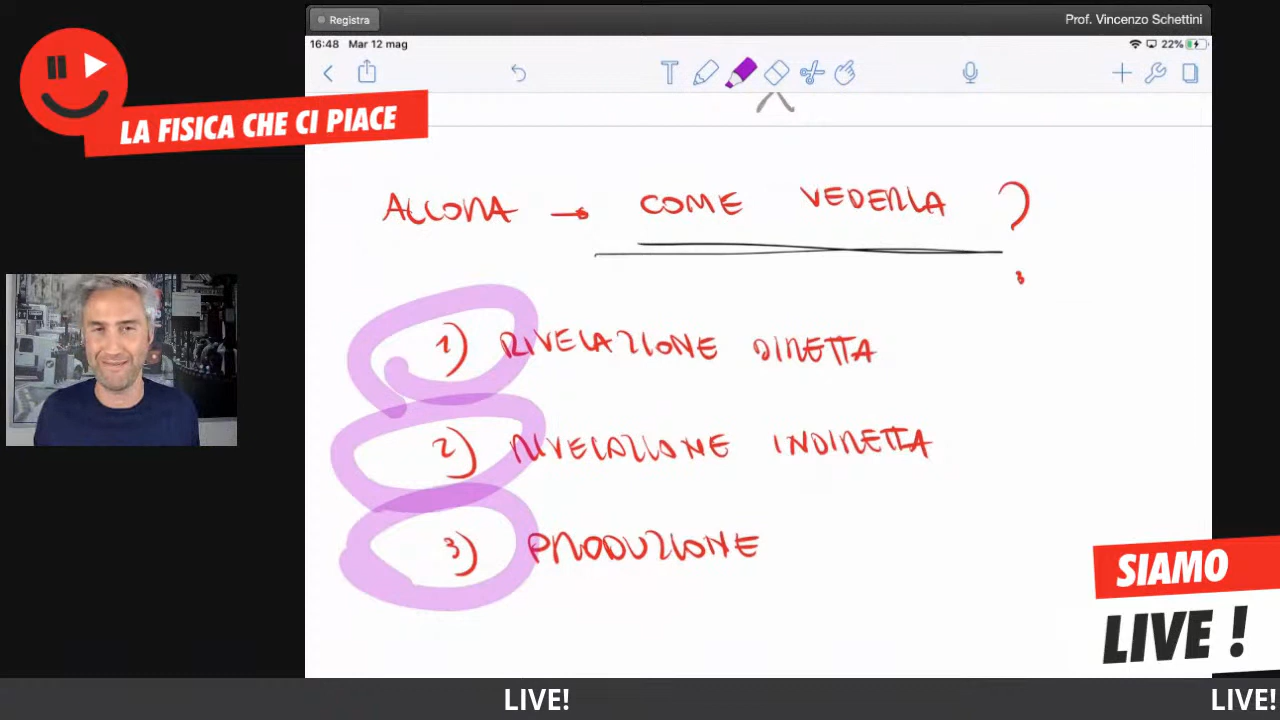 Registra
Prof. Vincenzo Schettini
16:48 Mar 12 mag
22%
LA FISICA CHE CI PIACE
ALLORA → COME VEDERLA ?
1) RIVELAZIONE DIRETTA
2) RIVELAZIONE INDIRETTA
3) PRODUZIONE
SIAMO
LIVE !
LIVE! LIVE!